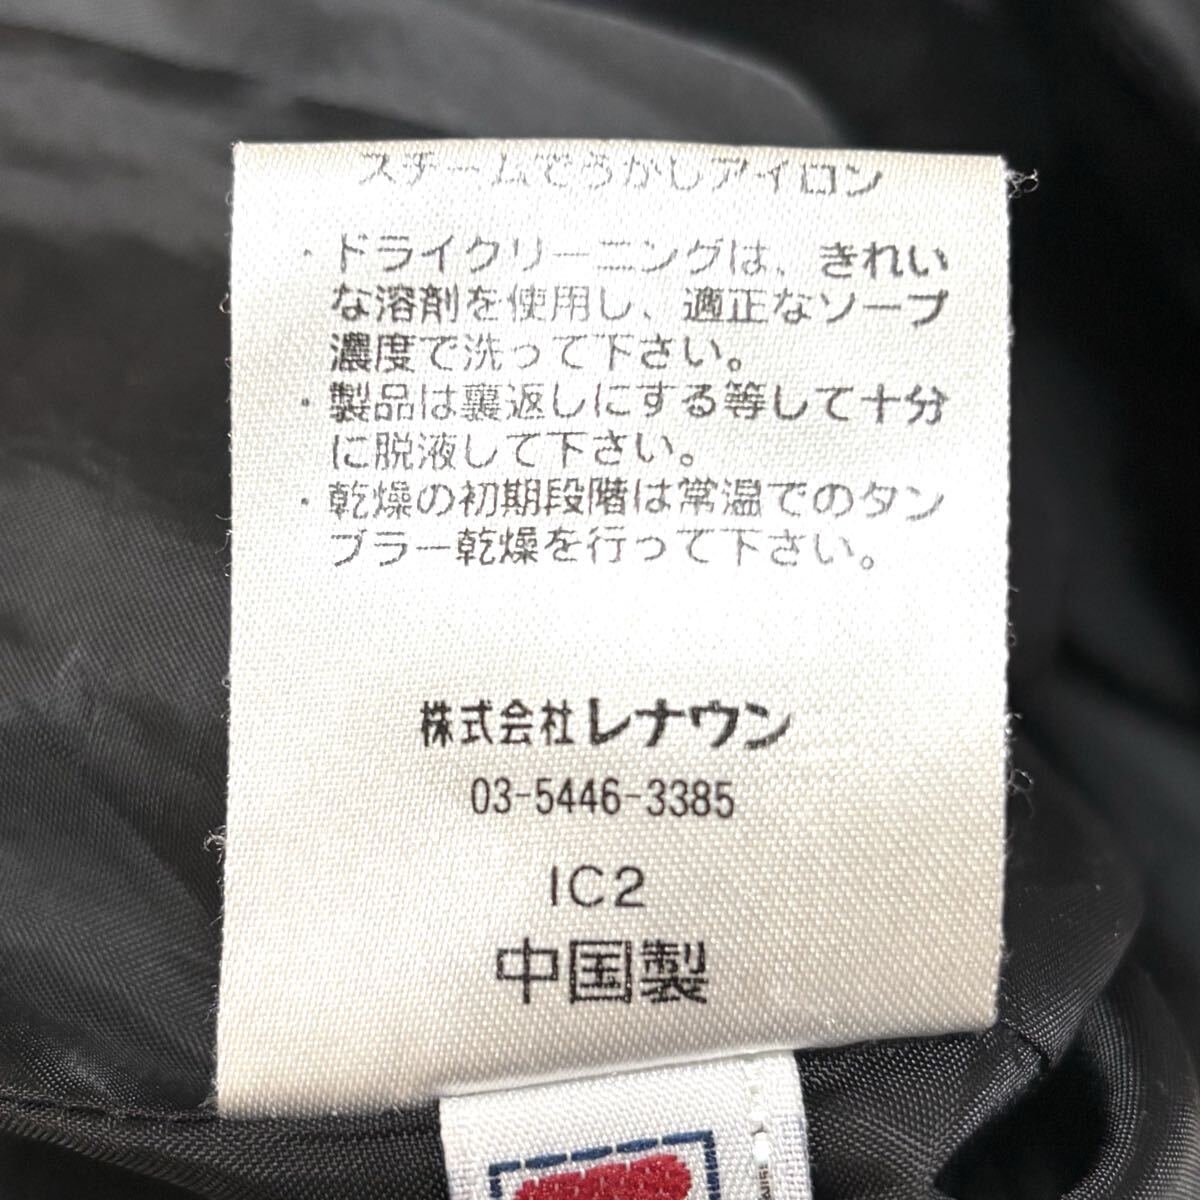 スチームでうかしアイロン
・ドライクリーニングは、きれい
な溶剤を使用し、適正なソープ
濃度で洗って下さい。
・製品は裏返しにする等して十分
に脱液して下さい。
・乾燥の初期段階は常温でのタン
ブラー乾燥を行って下さい。
株式会社レナウン
03-5446-3385
IC2
中国製